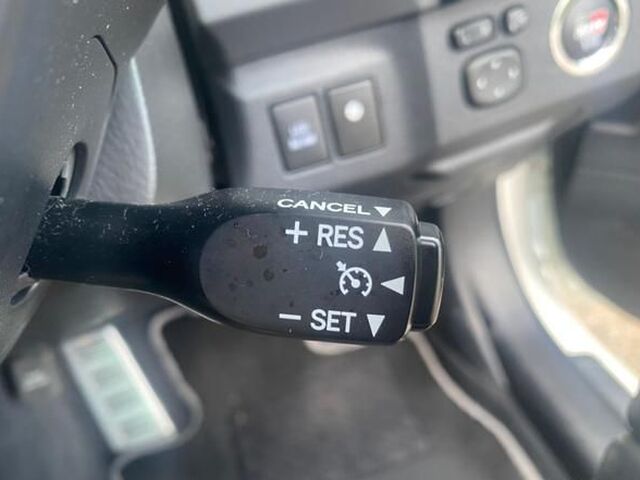 CANCEL ▼
+ RES ▲
◀
− SET ▼